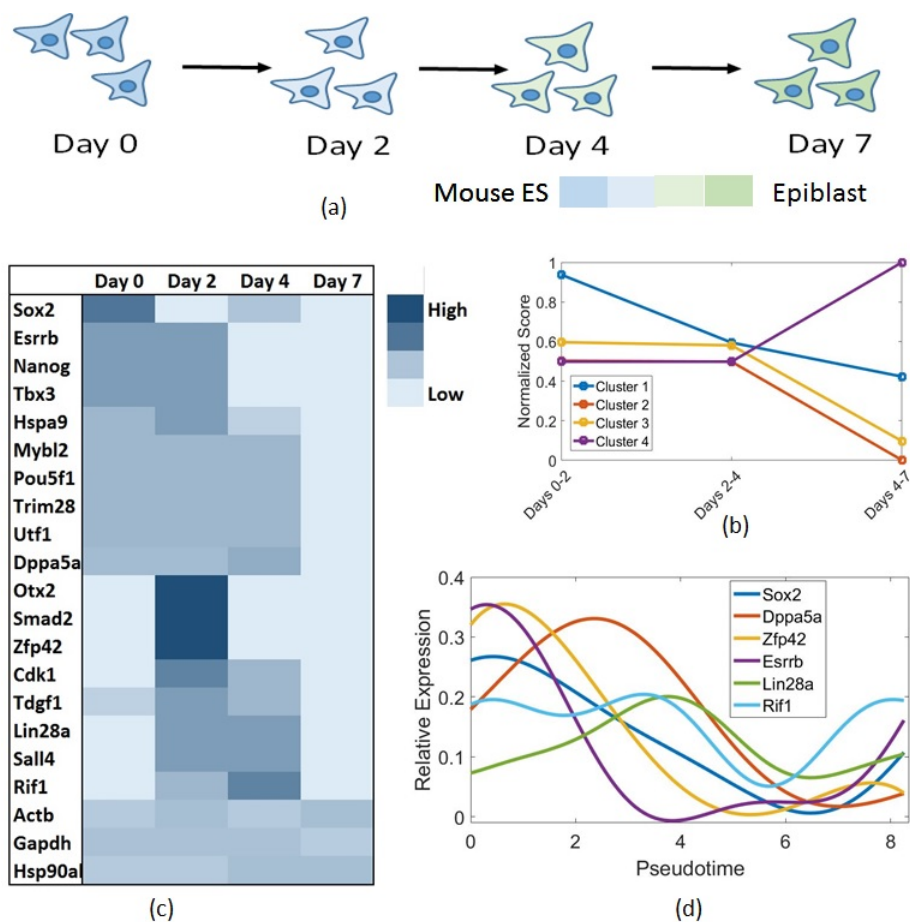 Day 0
Day 2
Day 4
Day 7
Mouse ES
Epiblast
(a)
Day 0 Day 2 Day 4 Day 7
Sox2
Esrrb
Nanog
Tbx3
Hspa9
Mybl2
Pou5f1
Trim28
Utf1
Dppa5a
Otx2
Smad2
Zfp42
Cdk1
Tdgf1
Lin28a
Sall4
Rif1
Actb
Gapdh
Hsp90al
High
Low
(c)
Normalized Score
1
0.8
0.6
0.4
0.2
0
Cluster 1
Cluster 2
Cluster 3
Cluster 4
Days 0-2
Days 2-4
Days 4-7
(b)
Relative Expression
0.4
0.3
0.2
0.1
0
Sox2
Dppa5a
Zfp42
Esrrb
Lin28a
Rif1
0 2 4 6 8
Pseudotime
(d)